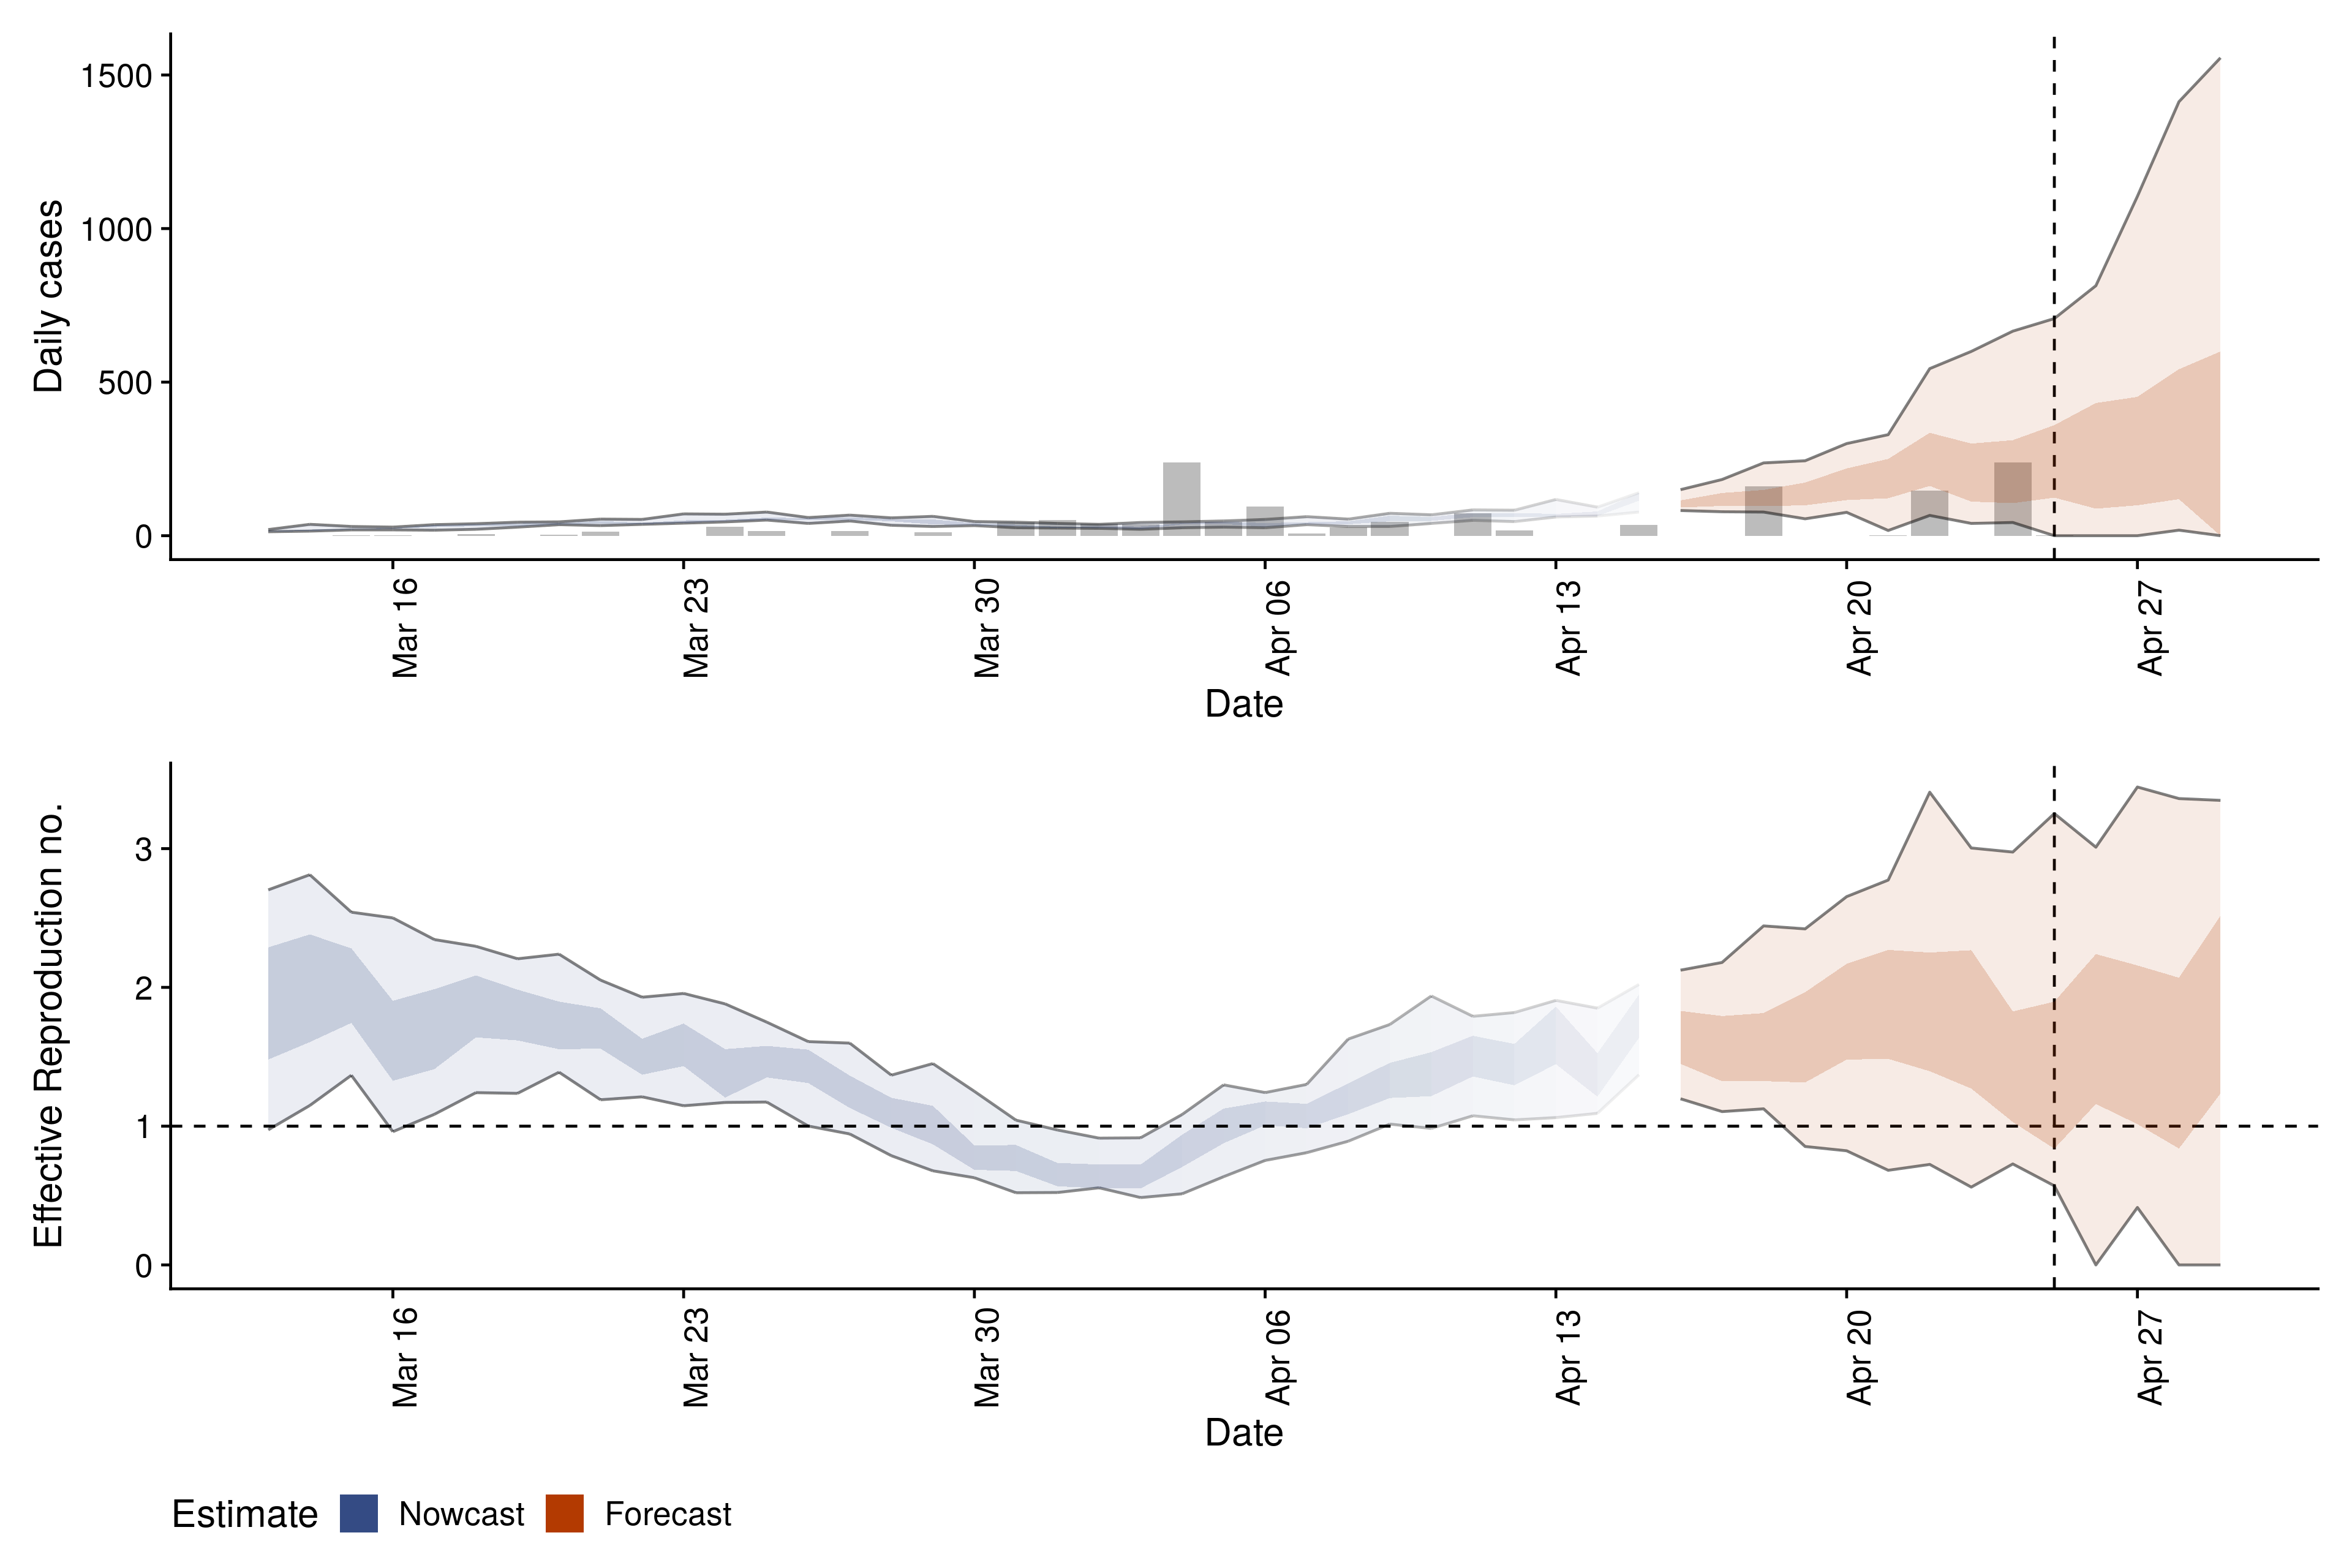 Daily cases
1500
1000
500
0
Mar 16
Mar 23
Mar 30
Apr 06
Apr 13
Apr 20
Apr 27
Date
Effective Reproduction no.
3
2
1
0
Mar 16
Mar 23
Mar 30
Apr 06
Apr 13
Apr 20
Apr 27
Date
Estimate Nowcast Forecast